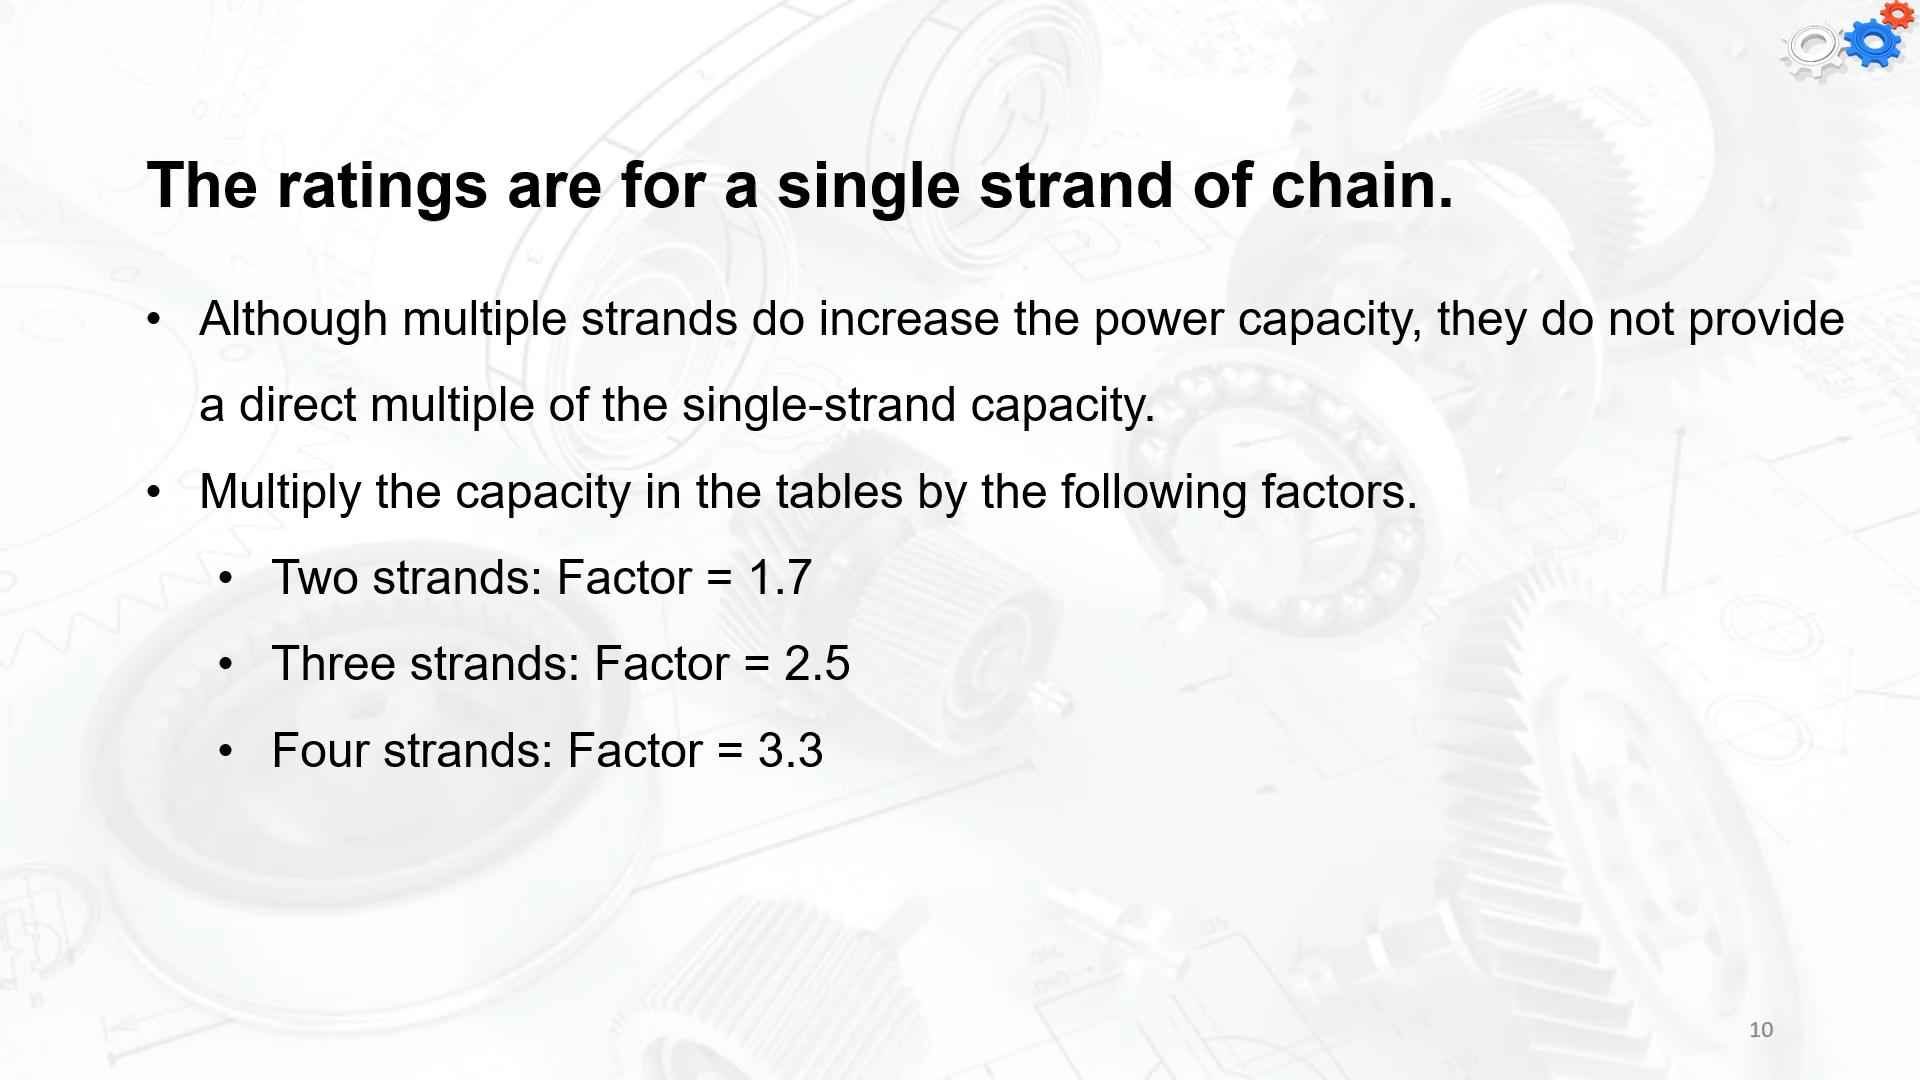 The ratings are for a single strand of chain.
• Although multiple strands do increase the power capacity, they do not provide
a direct multiple of the single-strand capacity.
• Multiply the capacity in the tables by the following factors.
• Two strands: Factor = 1.7
• Three strands: Factor = 2.5
• Four strands: Factor = 3.3
10